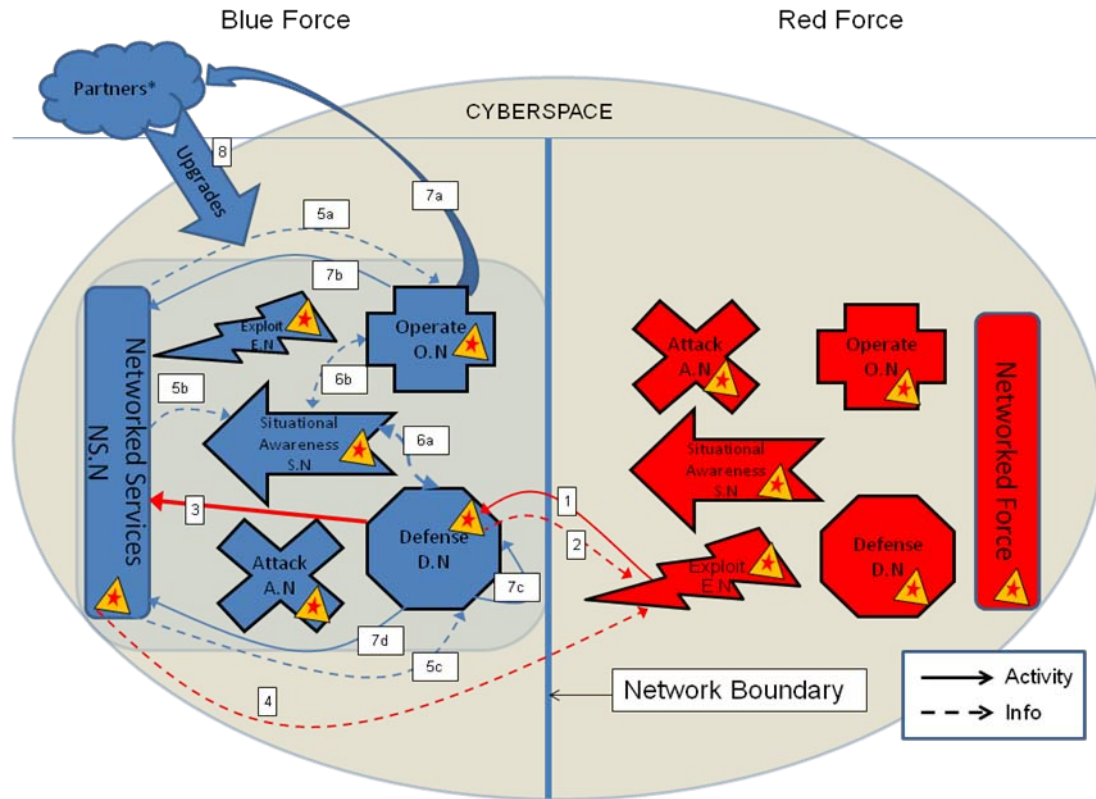 Blue Force
Red Force
Partners*
CYBERSPACE
8
Upgrades
7a
5a
7b
Exploit
E.N
Operate
O.N
6b
5b
Situational
Awareness
S.N
6a
Networked Services
NS.N
3
Defense
D.N
Attack
A.N
7c
7d
5c
4
1
2
Attack
A.N
Operate
O.N
Situational
Awareness
S.N
Exploit
E.N
Defense
D.N
Networked Force
Network Boundary
Activity
Info